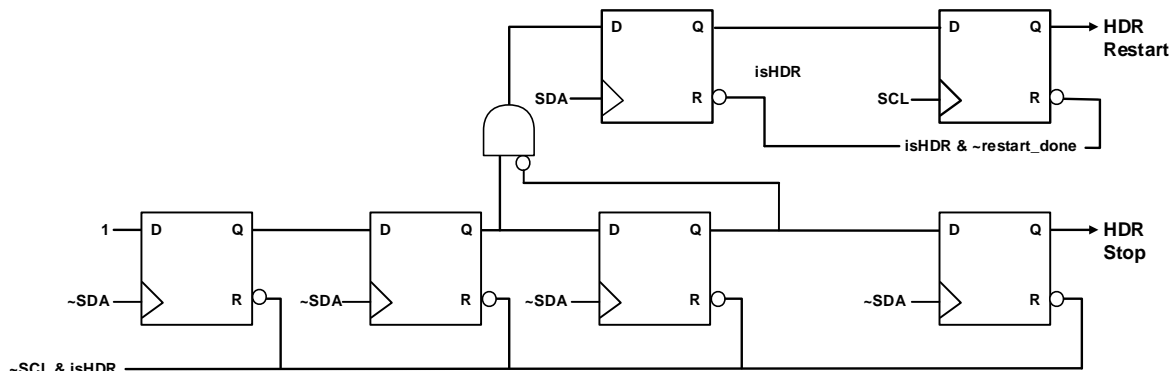 D Q D Q HDR
Restart
isHDR
SDA R SCL R
isHDR & ~restart_done
1 D Q D Q D Q D Q HDR
Stop
~SDA R ~SDA R ~SDA R ~SDA R
~SCL & isHDR